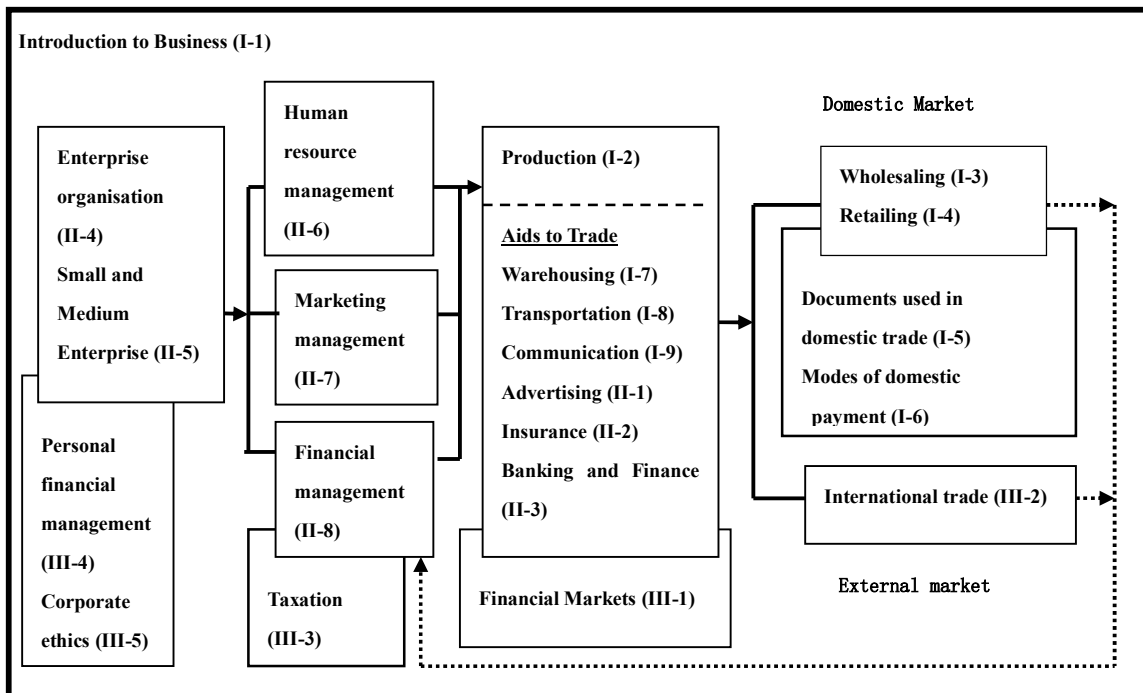 Introduction to Business (I-1)
Enterprise
organisation
(II-4)
Small and
Medium
Enterprise (II-5)
Personal
financial
management
(III-4)
Corporate
ethics (III-5)
Human
resource
management
(II-6)
Marketing
management
(II-7)
Financial
management
(II-8)
Taxation
(III-3)
Production (I-2)
Aids to Trade
Warehousing (I-7)
Transportation (I-8)
Communication (I-9)
Advertising (II-1)
Insurance (II-2)
Banking and Finance
(II-3)
Financial Markets (III-1)
Domestic Market
Wholesaling (I-3)
Retailing (I-4)
Documents used in
domestic trade (I-5)
Modes of domestic
payment (I-6)
International trade (III-2)
External market